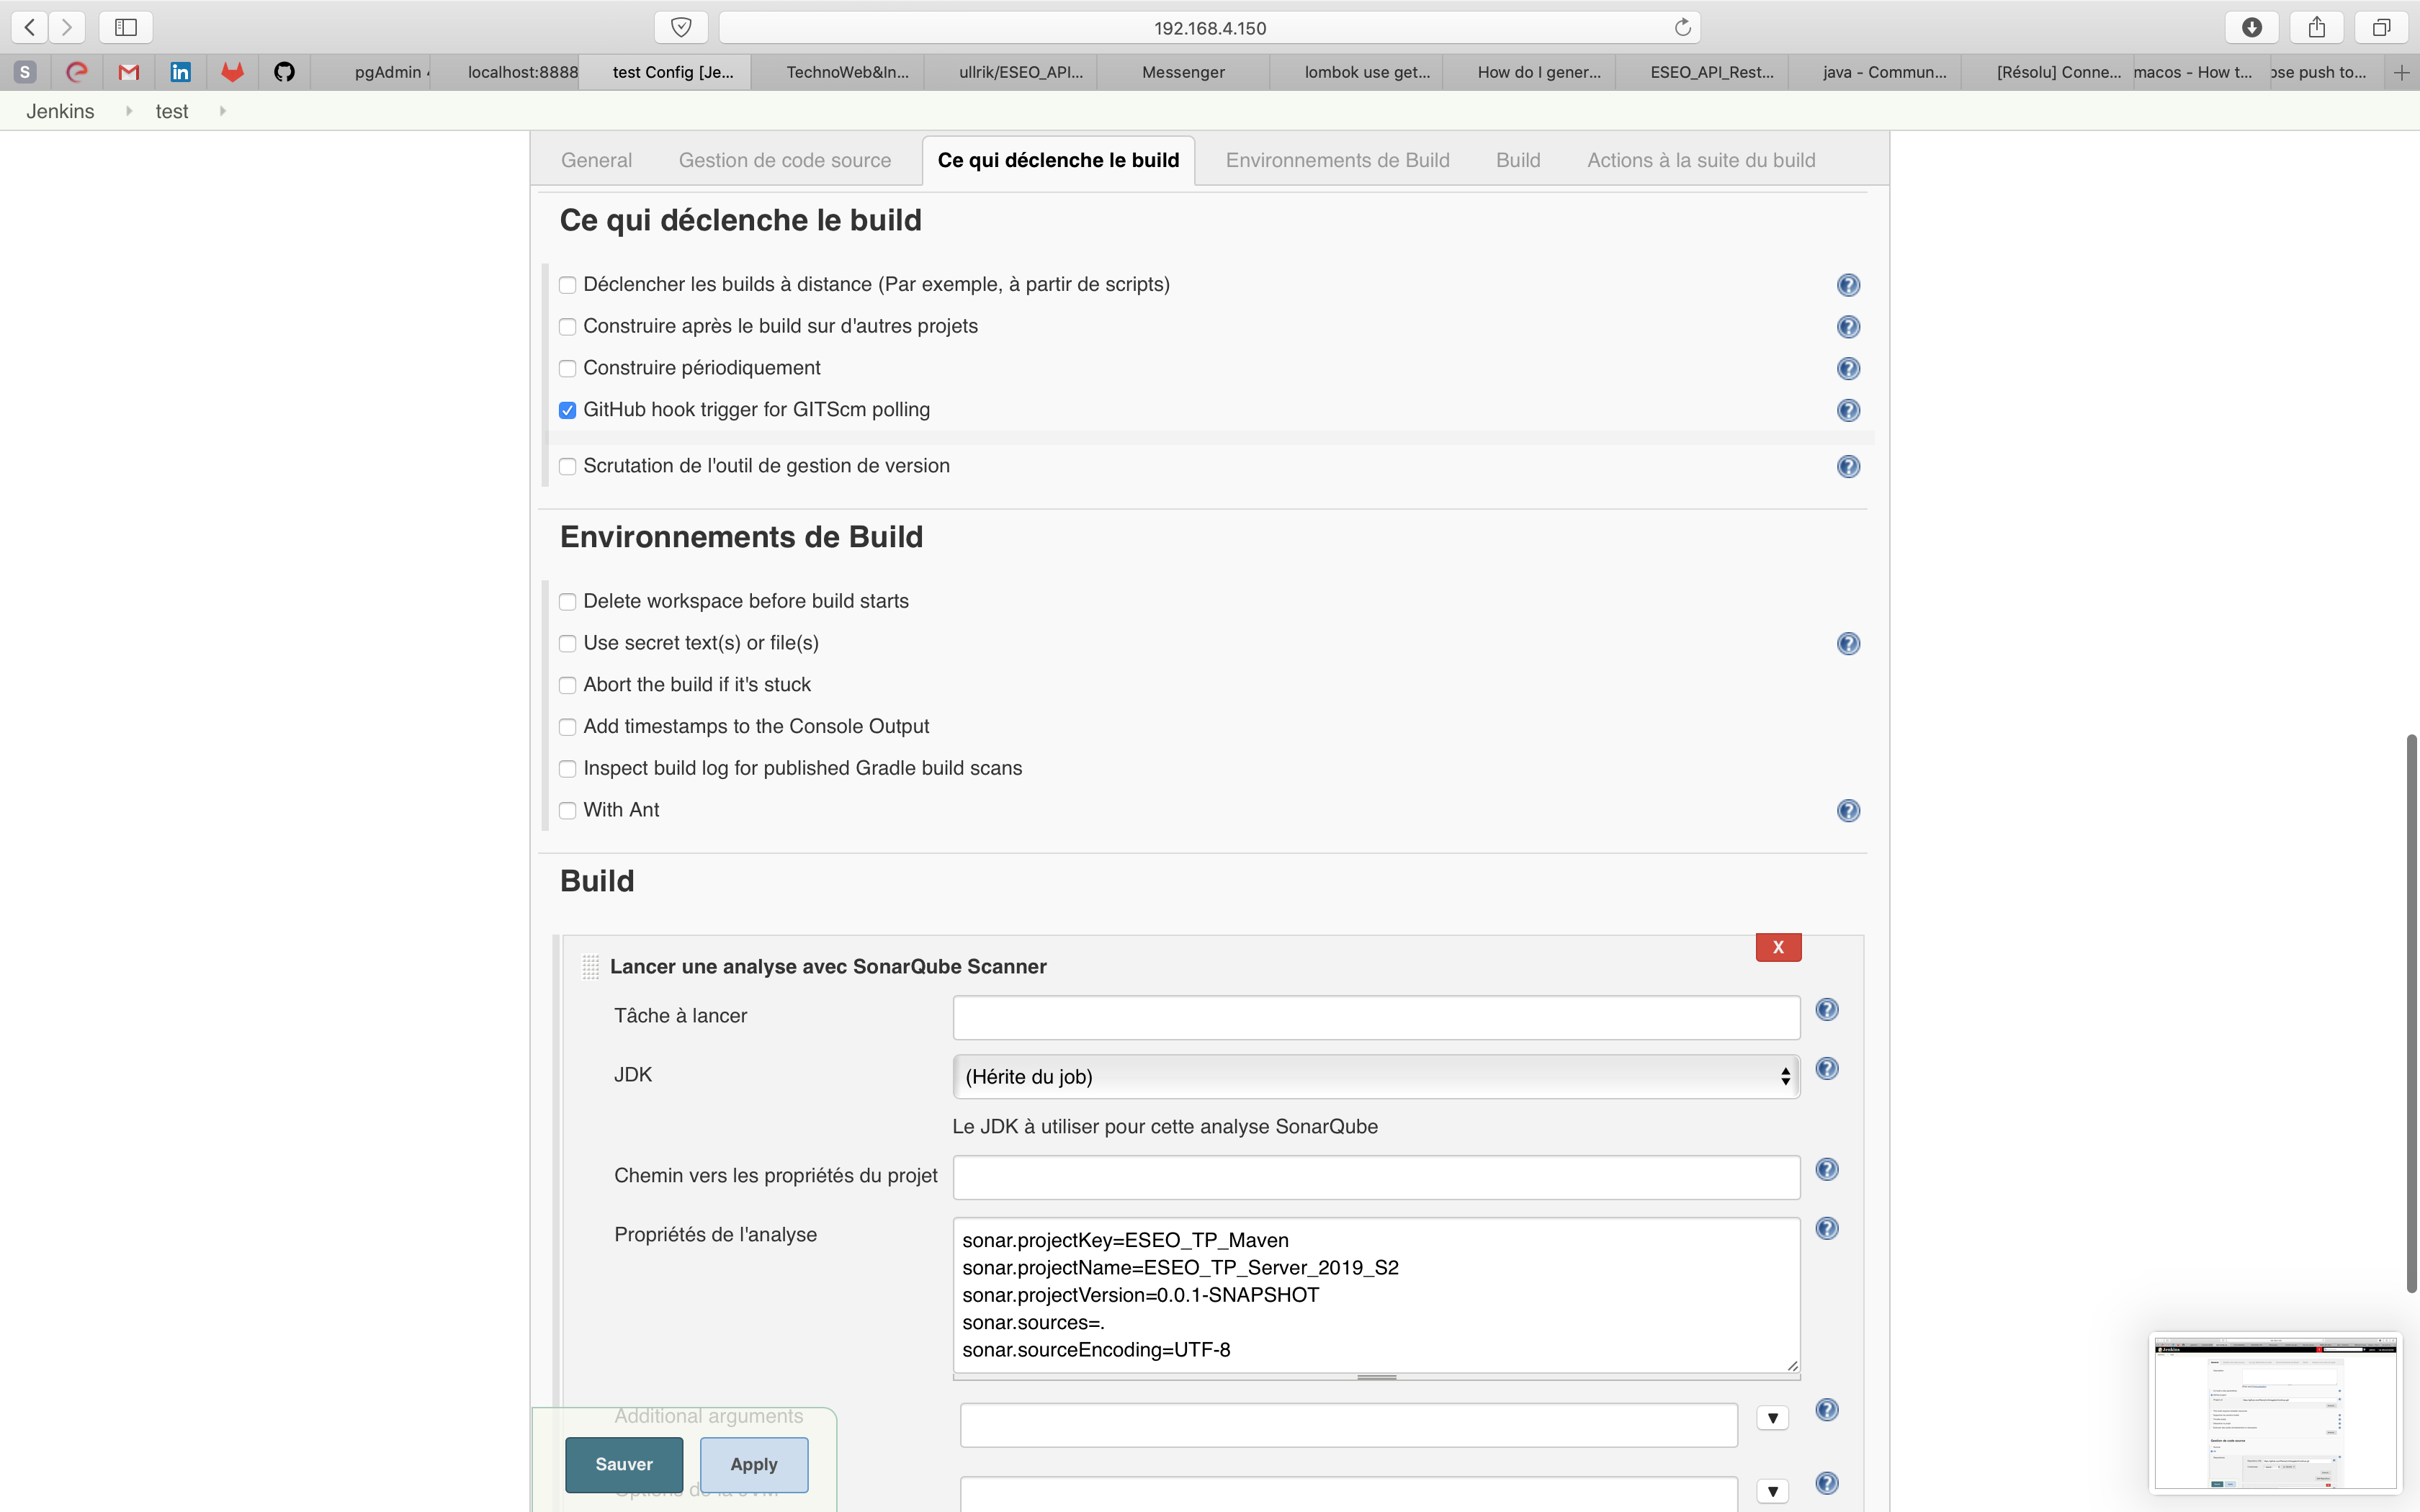 192.168.4.150
S
pgAdmin
localhost:8888
test Config [Je...
TechnoWeb&In...
ullrik/ESEO_API...
Messenger
lombok use get...
How do I gener...
ESEO_API_Rest...
java - Commun...
[Résolu] Conne...
macos - How t...
ose push to...
Jenkins
test
General
Gestion de code source
Ce qui déclenche le build
Environnements de Build
Build
Actions à la suite du build
Ce qui déclenche le build
Déclencher les builds à distance (Par exemple, à partir de scripts)
Construire après le build sur d'autres projets
Construire périodiquement
GitHub hook trigger for GITScm polling
Scrutation de l'outil de gestion de version
Environnements de Build
Delete workspace before build starts
Use secret text(s) or file(s)
Abort the build if it's stuck
Add timestamps to the Console Output
Inspect build log for published Gradle build scans
With Ant
Build
X
Lancer une analyse avec SonarQube Scanner
Tâche à lancer
JDK
(Hérite du job)
Le JDK à utiliser pour cette analyse SonarQube
Chemin vers les propriétés du projet
Propriétés de l'analyse
sonar.projectKey=ESEO_TP_Maven
sonar.projectName=ESEO_TP_Server_2019_S2
sonar.projectVersion=0.0.1-SNAPSHOT
sonar.sources=.
sonar.sourceEncoding=UTF-8
Additional arguments
Sauver
Apply
Options de la JVM